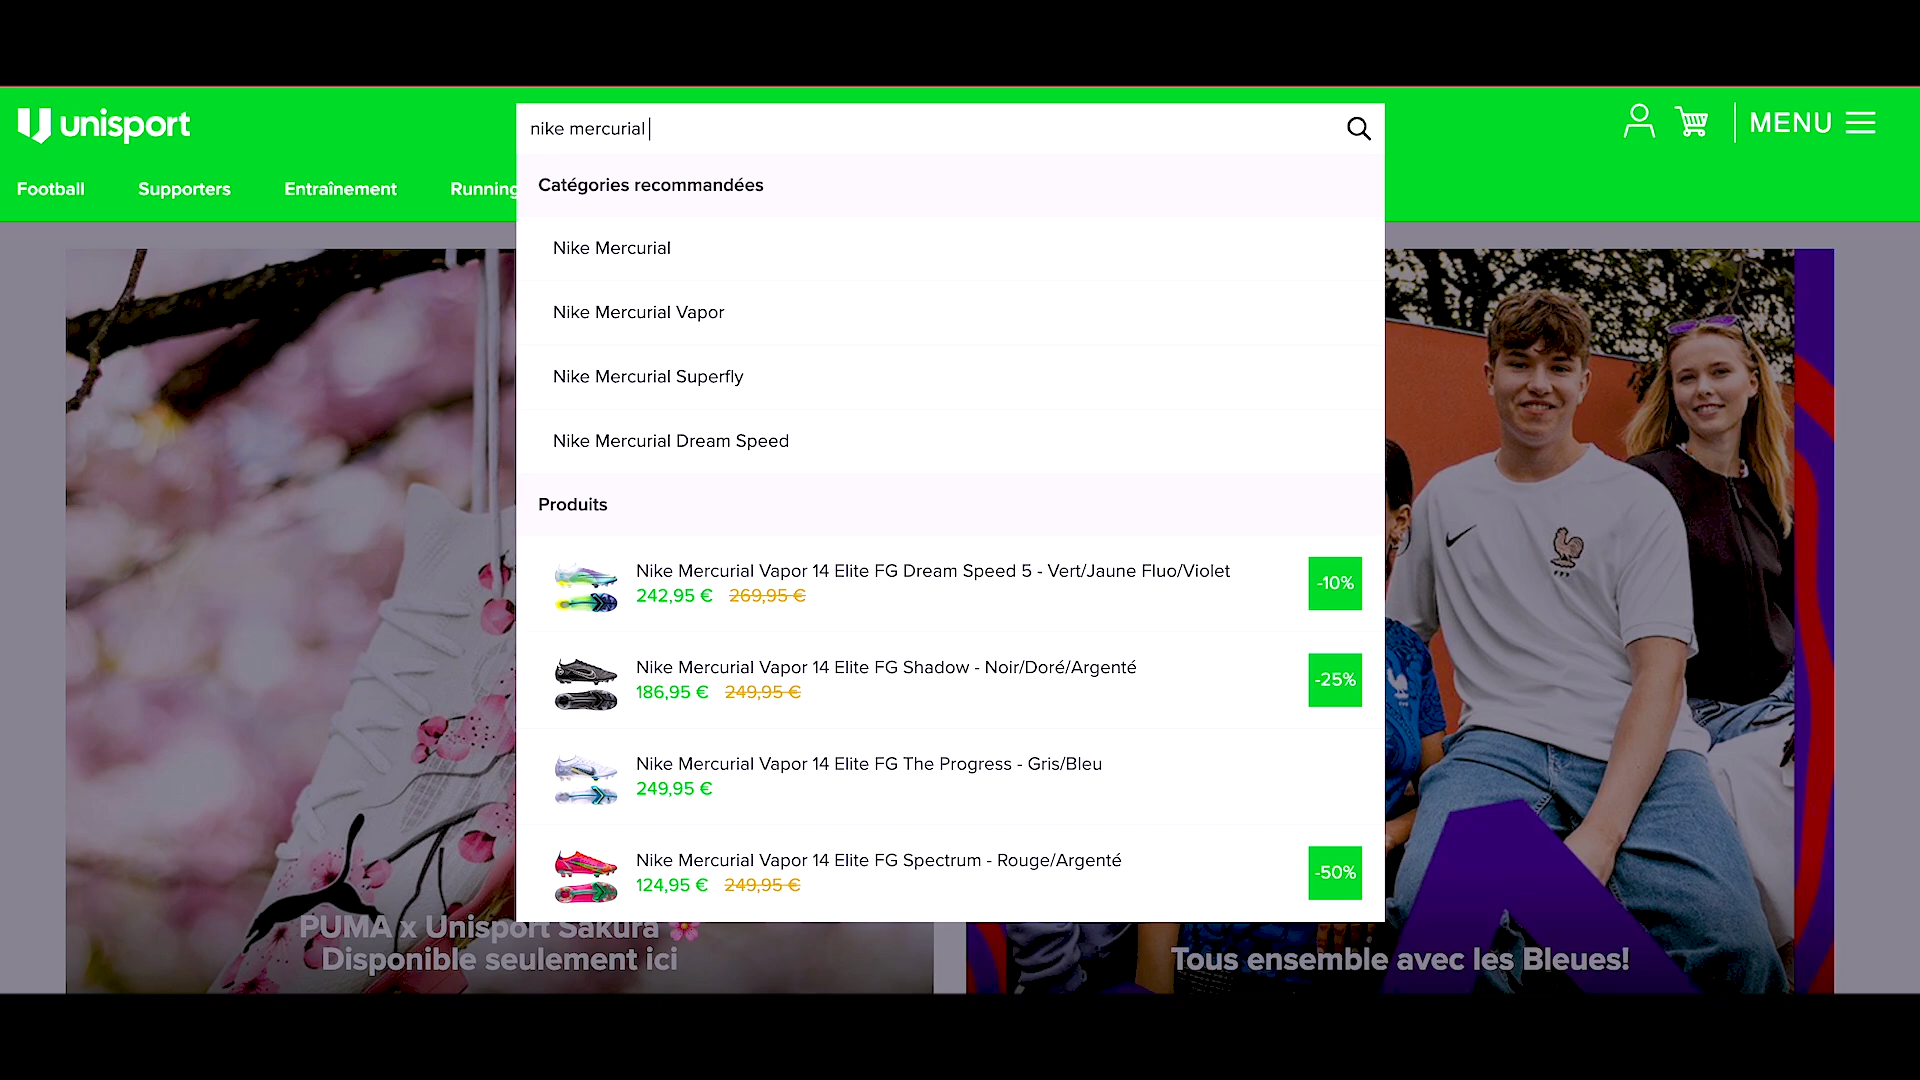 unisport
nike mercurial
MENU
Football
Supporters
Entraînement
Running
Catégories recommandées
Nike Mercurial
Nike Mercurial Vapor
Nike Mercurial Superfly
Nike Mercurial Dream Speed
Produits
Nike Mercurial Vapor 14 Elite FG Dream Speed 5 - Vert/Jaune Fluo/Violet
242,95 € 269,95 €
-10%
Nike Mercurial Vapor 14 Elite FG Shadow - Noir/Doré/Argenté
186,95 € 249,95 €
-25%
Nike Mercurial Vapor 14 Elite FG The Progress - Gris/Bleu
249,95 €
Nike Mercurial Vapor 14 Elite FG Spectrum - Rouge/Argenté
124,95 € 249,95 €
-50%
PUMA x Unisport Sakura 🌸
Disponible seulement ici
Tous ensemble avec les Bleues!